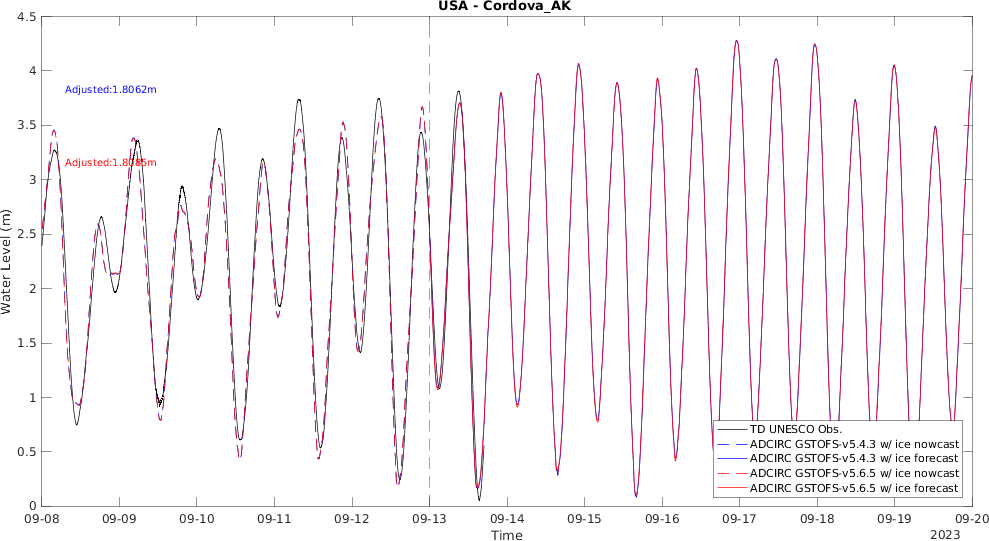 USA - Cordova_AK
4.5
4
3.5
3
2.5
2
1.5
1
0.5
0
Water Level (m)
Adjusted:1.8062m
Adjusted:1.8085m
TD UNESCO Obs.
ADCIRC GSTOFS-v5.4.3 w/ ice nowcast
ADCIRC GSTOFS-v5.4.3 w/ ice forecast
ADCIRC GSTOFS-v5.6.5 w/ ice nowcast
ADCIRC GSTOFS-v5.6.5 w/ ice forecast
09-08 09-09 09-10 09-11 09-12 09-13 09-14 09-15 09-16 09-17 09-18 09-19 09-20
Time
2023